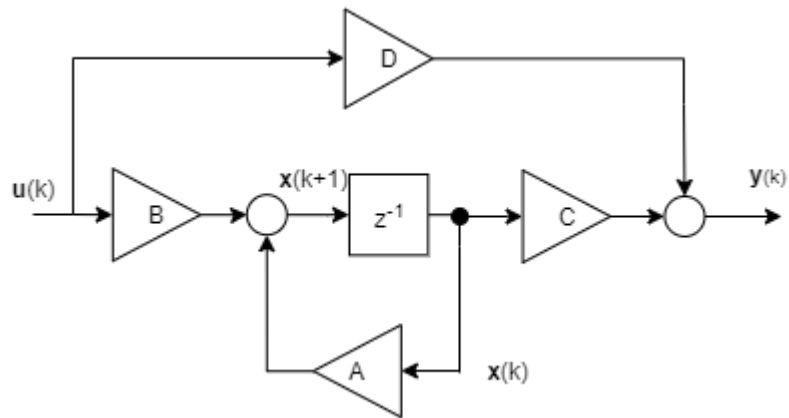 D
u(k)
B
x(k+1)
z⁻¹
C
y(k)
A
x(k)